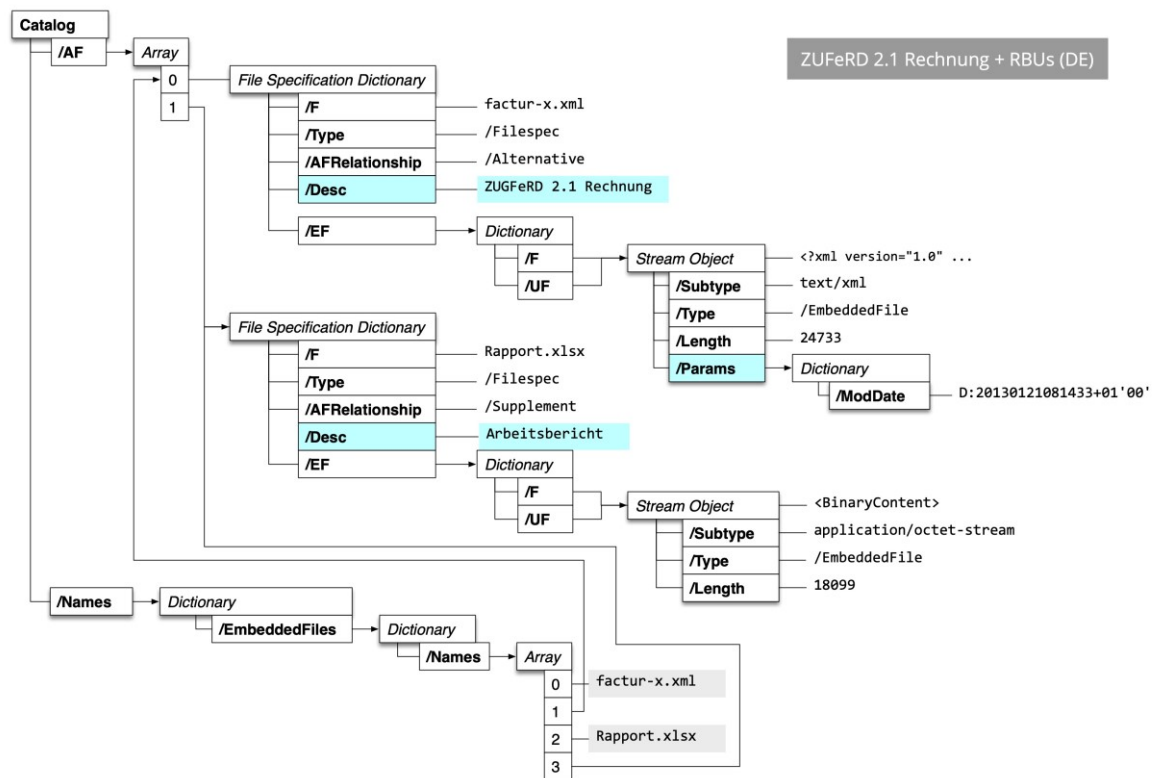 Catalog
/AF
Array
ZUFeRD 2.1 Rechnung + RBUs (DE)
0
File Specification Dictionary
1
/F
factur-x.xml
/Type
/Filespec
/AFRelationship
/Alternative
/Desc
ZUGFeRD 2.1 Rechnung
/EF
Dictionary
/F
Stream Object
<?xml version="1.0" ...
/UF
/Subtype
text/xml
/Type
/EmbeddedFile
/Length
24733
/Params
Dictionary
/ModDate
D:20130121081433+01'00'
File Specification Dictionary
/F
Rapport.xlsx
/Type
/Filespec
/AFRelationship
/Supplement
/Desc
Arbeitsbericht
/EF
Dictionary
/F
Stream Object
<BinaryContent>
/UF
/Subtype
application/octet-stream
/Type
/EmbeddedFile
/Length
18099
/Names
Dictionary
/EmbeddedFiles
Dictionary
/Names
Array
0
factur-x.xml
1
2
Rapport.xlsx
3